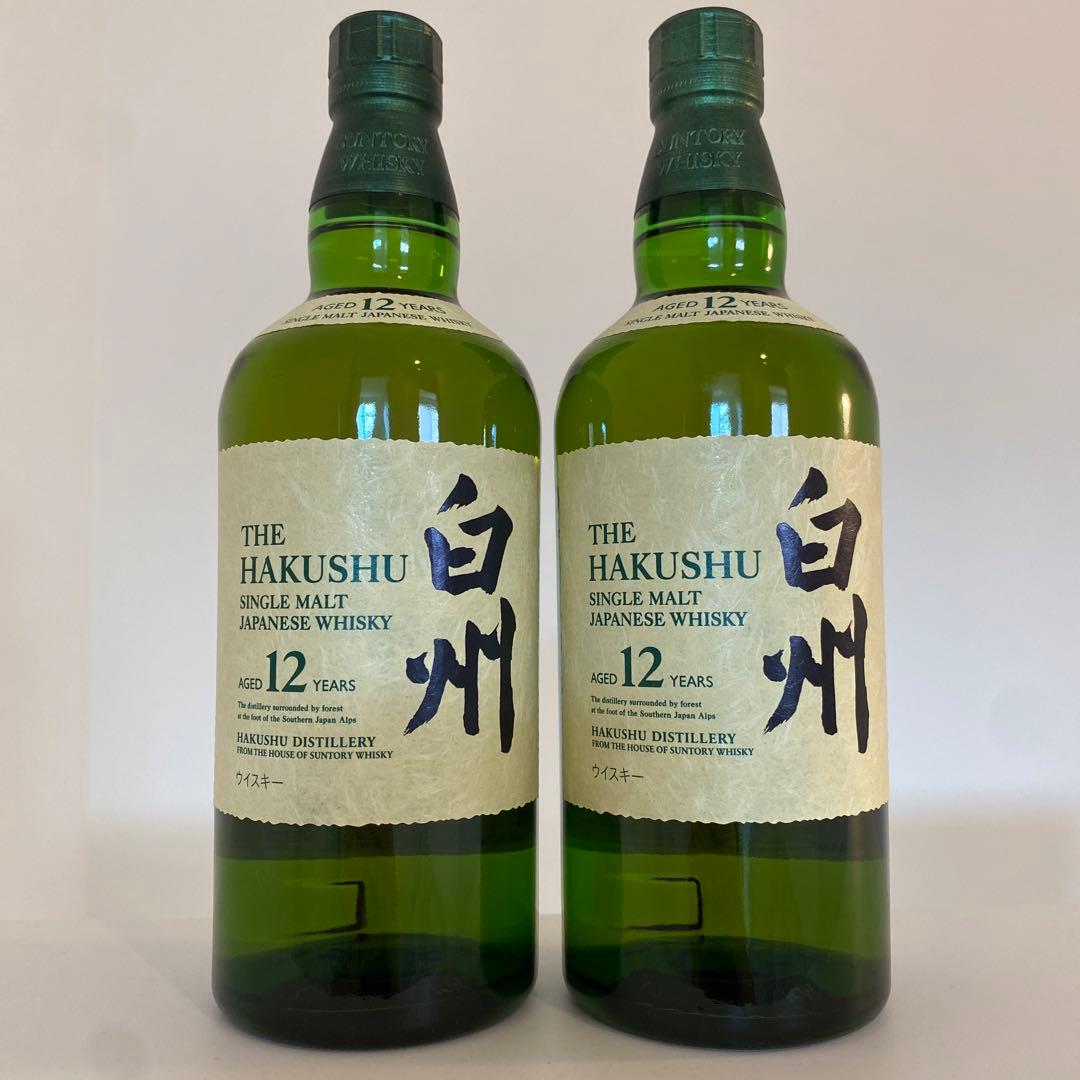 SUNTORY
WHISKY
AGED 12 YEARS
SINGLE MALT JAPANESE WHISKY
THE
HAKUSHU
SINGLE MALT
JAPANESE WHISKY
AGED 12 YEARS
The distillery surrounded by forest
at the foot of the Southern Japan Alps
HAKUSHU DISTILLERY
FROM THE HOUSE OF SUNTORY WHISKY
ウイスキー
白州
SUNTORY
WHISKY
AGED 12 YEARS
SINGLE MALT JAPANESE WHISKY
THE
HAKUSHU
SINGLE MALT
JAPANESE WHISKY
AGED 12 YEARS
The distillery surrounded by forest
at the foot of the Southern Japan Alps
HAKUSHU DISTILLERY
FROM THE HOUSE OF SUNTORY WHISKY
ウイスキー
白州